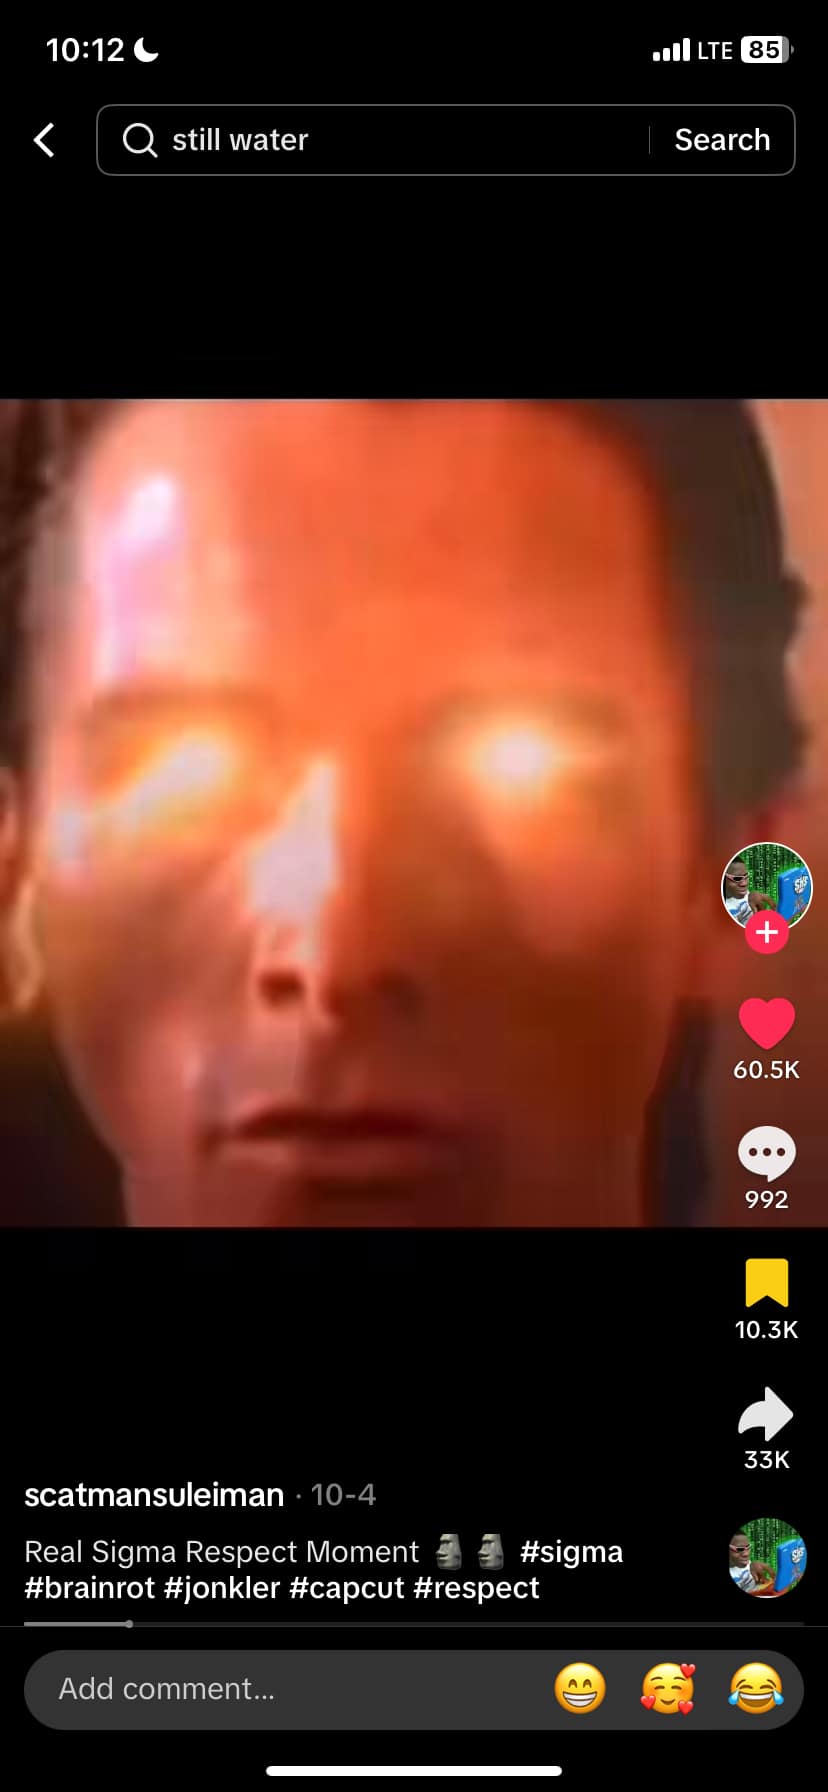 10:12 LTE 85
still water Search
60.5K
992
10.3K
33K
scatmansuleiman · 10-4
Real Sigma Respect Moment 🗿 🗿 #sigma
#brainrot #jonkler #capcut #respect
Add comment...